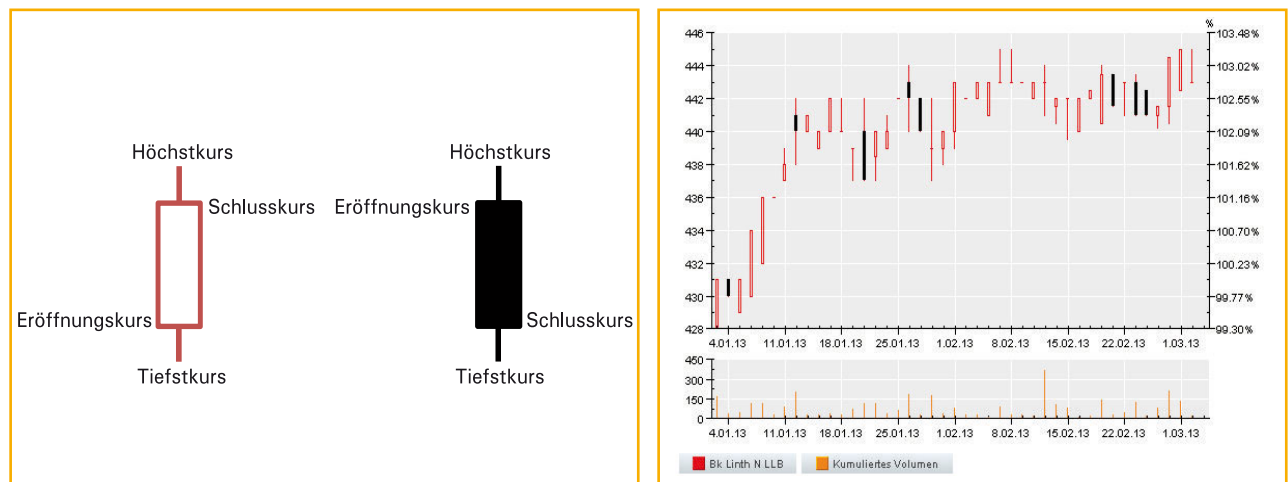 Höchstkurs Höchstkurs
Schlusskurs Eröffnungskurs
Eröffnungskurs Schlusskurs
Tiefstkurs Tiefstkurs
%
446 103.48%
444 103.02%
442 102.55%
440 102.09%
438 101.62%
436 101.16%
434 100.70%
432 100.23%
430 99.77%
428 99.30%
4.01.13 11.01.13 18.01.13 25.01.13 1.02.13 8.02.13 15.02.13 22.02.13 1.03.13
450
300
150
0
4.01.13 11.01.13 18.01.13 25.01.13 1.02.13 8.02.13 15.02.13 22.02.13 1.03.13
Bk Linth N LLB Kumuliertes Volumen